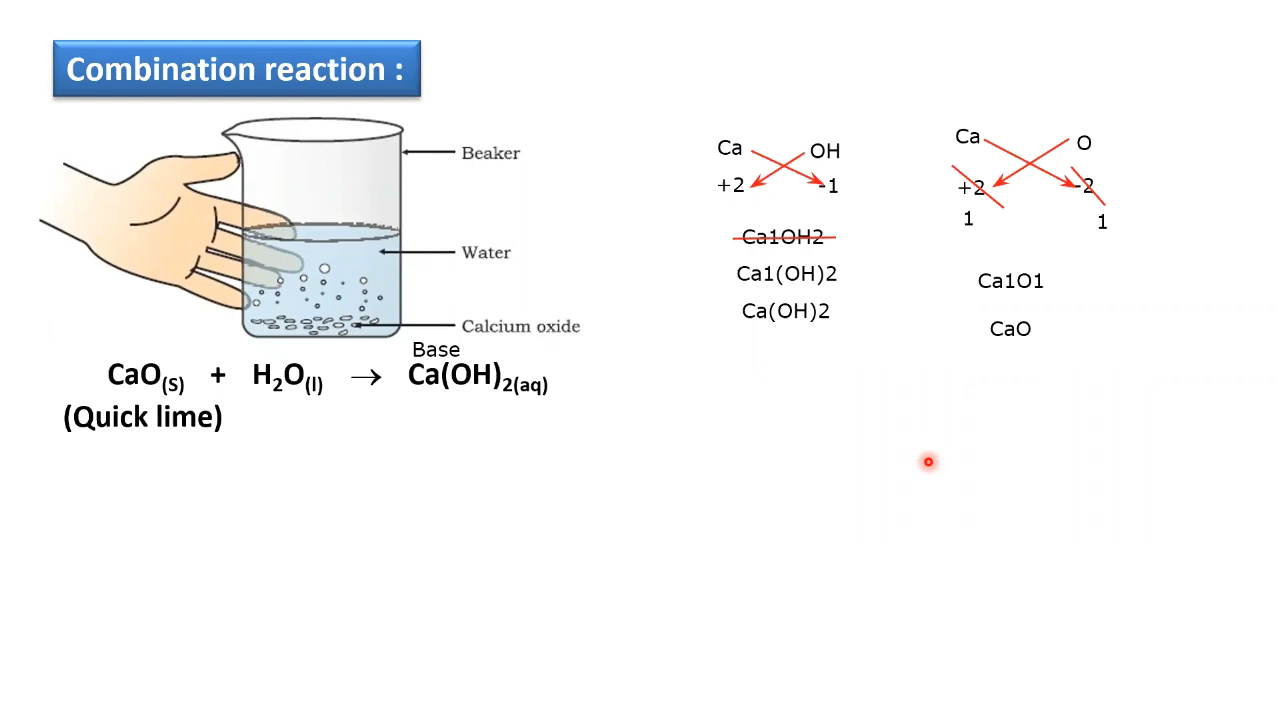 Combination reaction :
Beaker
Water
Calcium oxide
Base
CaO(S) + H2O(l) → Ca(OH)2(aq)
(Quick lime)
Ca OH
+2 -1
Ca1OH2
Ca1(OH)2
Ca(OH)2
Ca O
+2 -2
1 1
Ca1O1
CaO